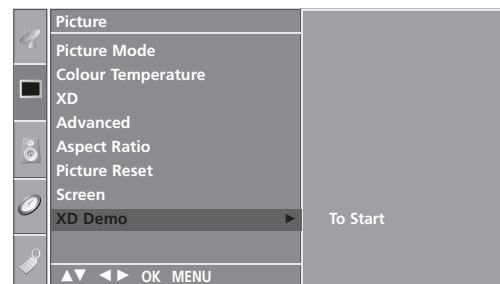 Picture
Picture Mode
Colour Temperature
XD
Advanced
Aspect Ratio
Picture Reset
Screen
XD Demo ► To Start
▲▼ ◄► OK MENU